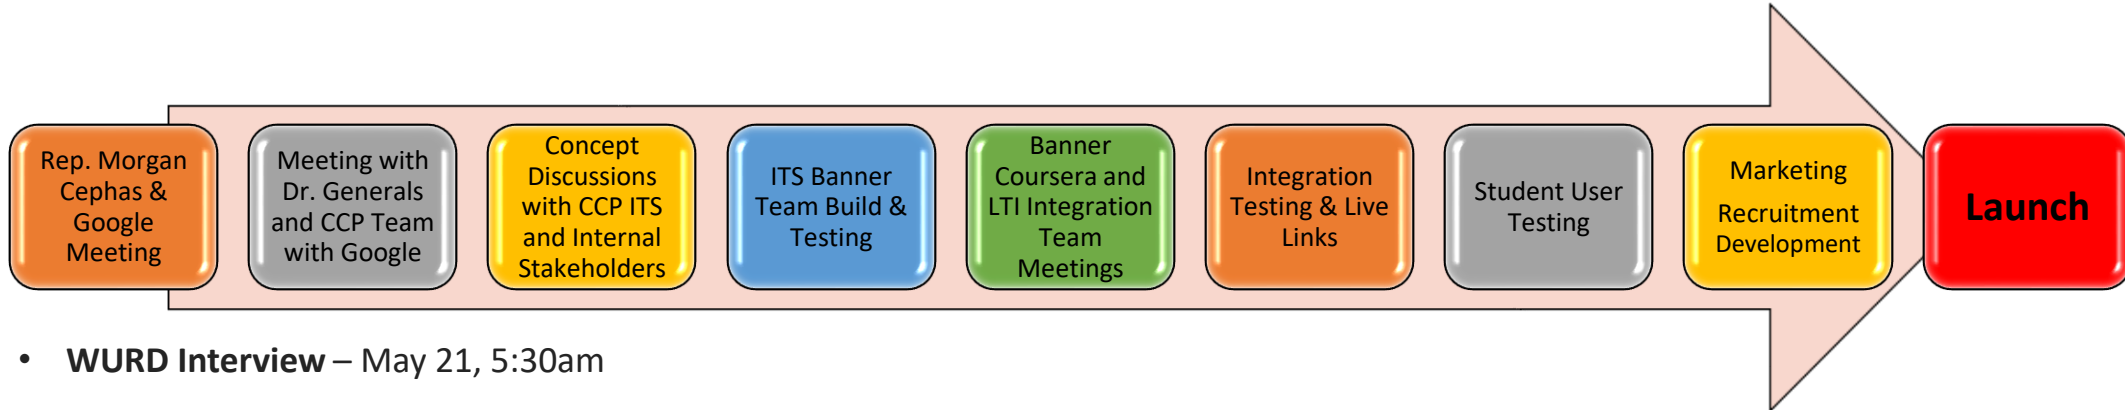 Rep. Morgan
Cephas &
Google
Meeting
Meeting with
Dr. Generals
and CCP Team
with Google
Concept
Discussions
with CCP ITS
and Internal
Stakeholders
ITS Banner
Team Build &
Testing
Banner
Coursera and
LTI Integration
Team
Meetings
Integration
Testing & Live
Links
Student User
Testing
Marketing
Recruitment
Development
Launch
• WURD Interview – May 21, 5:30am